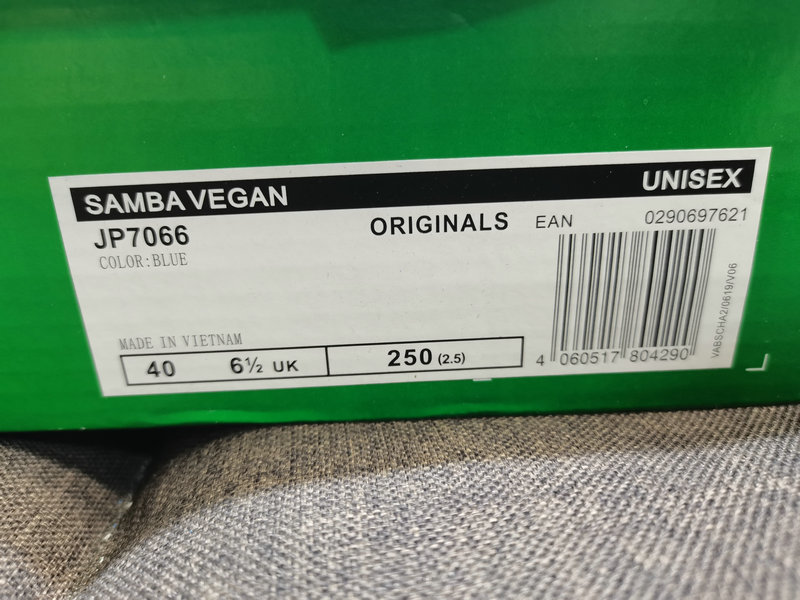 SAMBA VEGAN
UNISEX
JP7066
ORIGINALS
EAN
0290697621
COLOR:BLUE
MADE IN VIETNAM
40
6½ UK
250 (2.5)
4 060517 804290
VABSCHA2/0619/V06